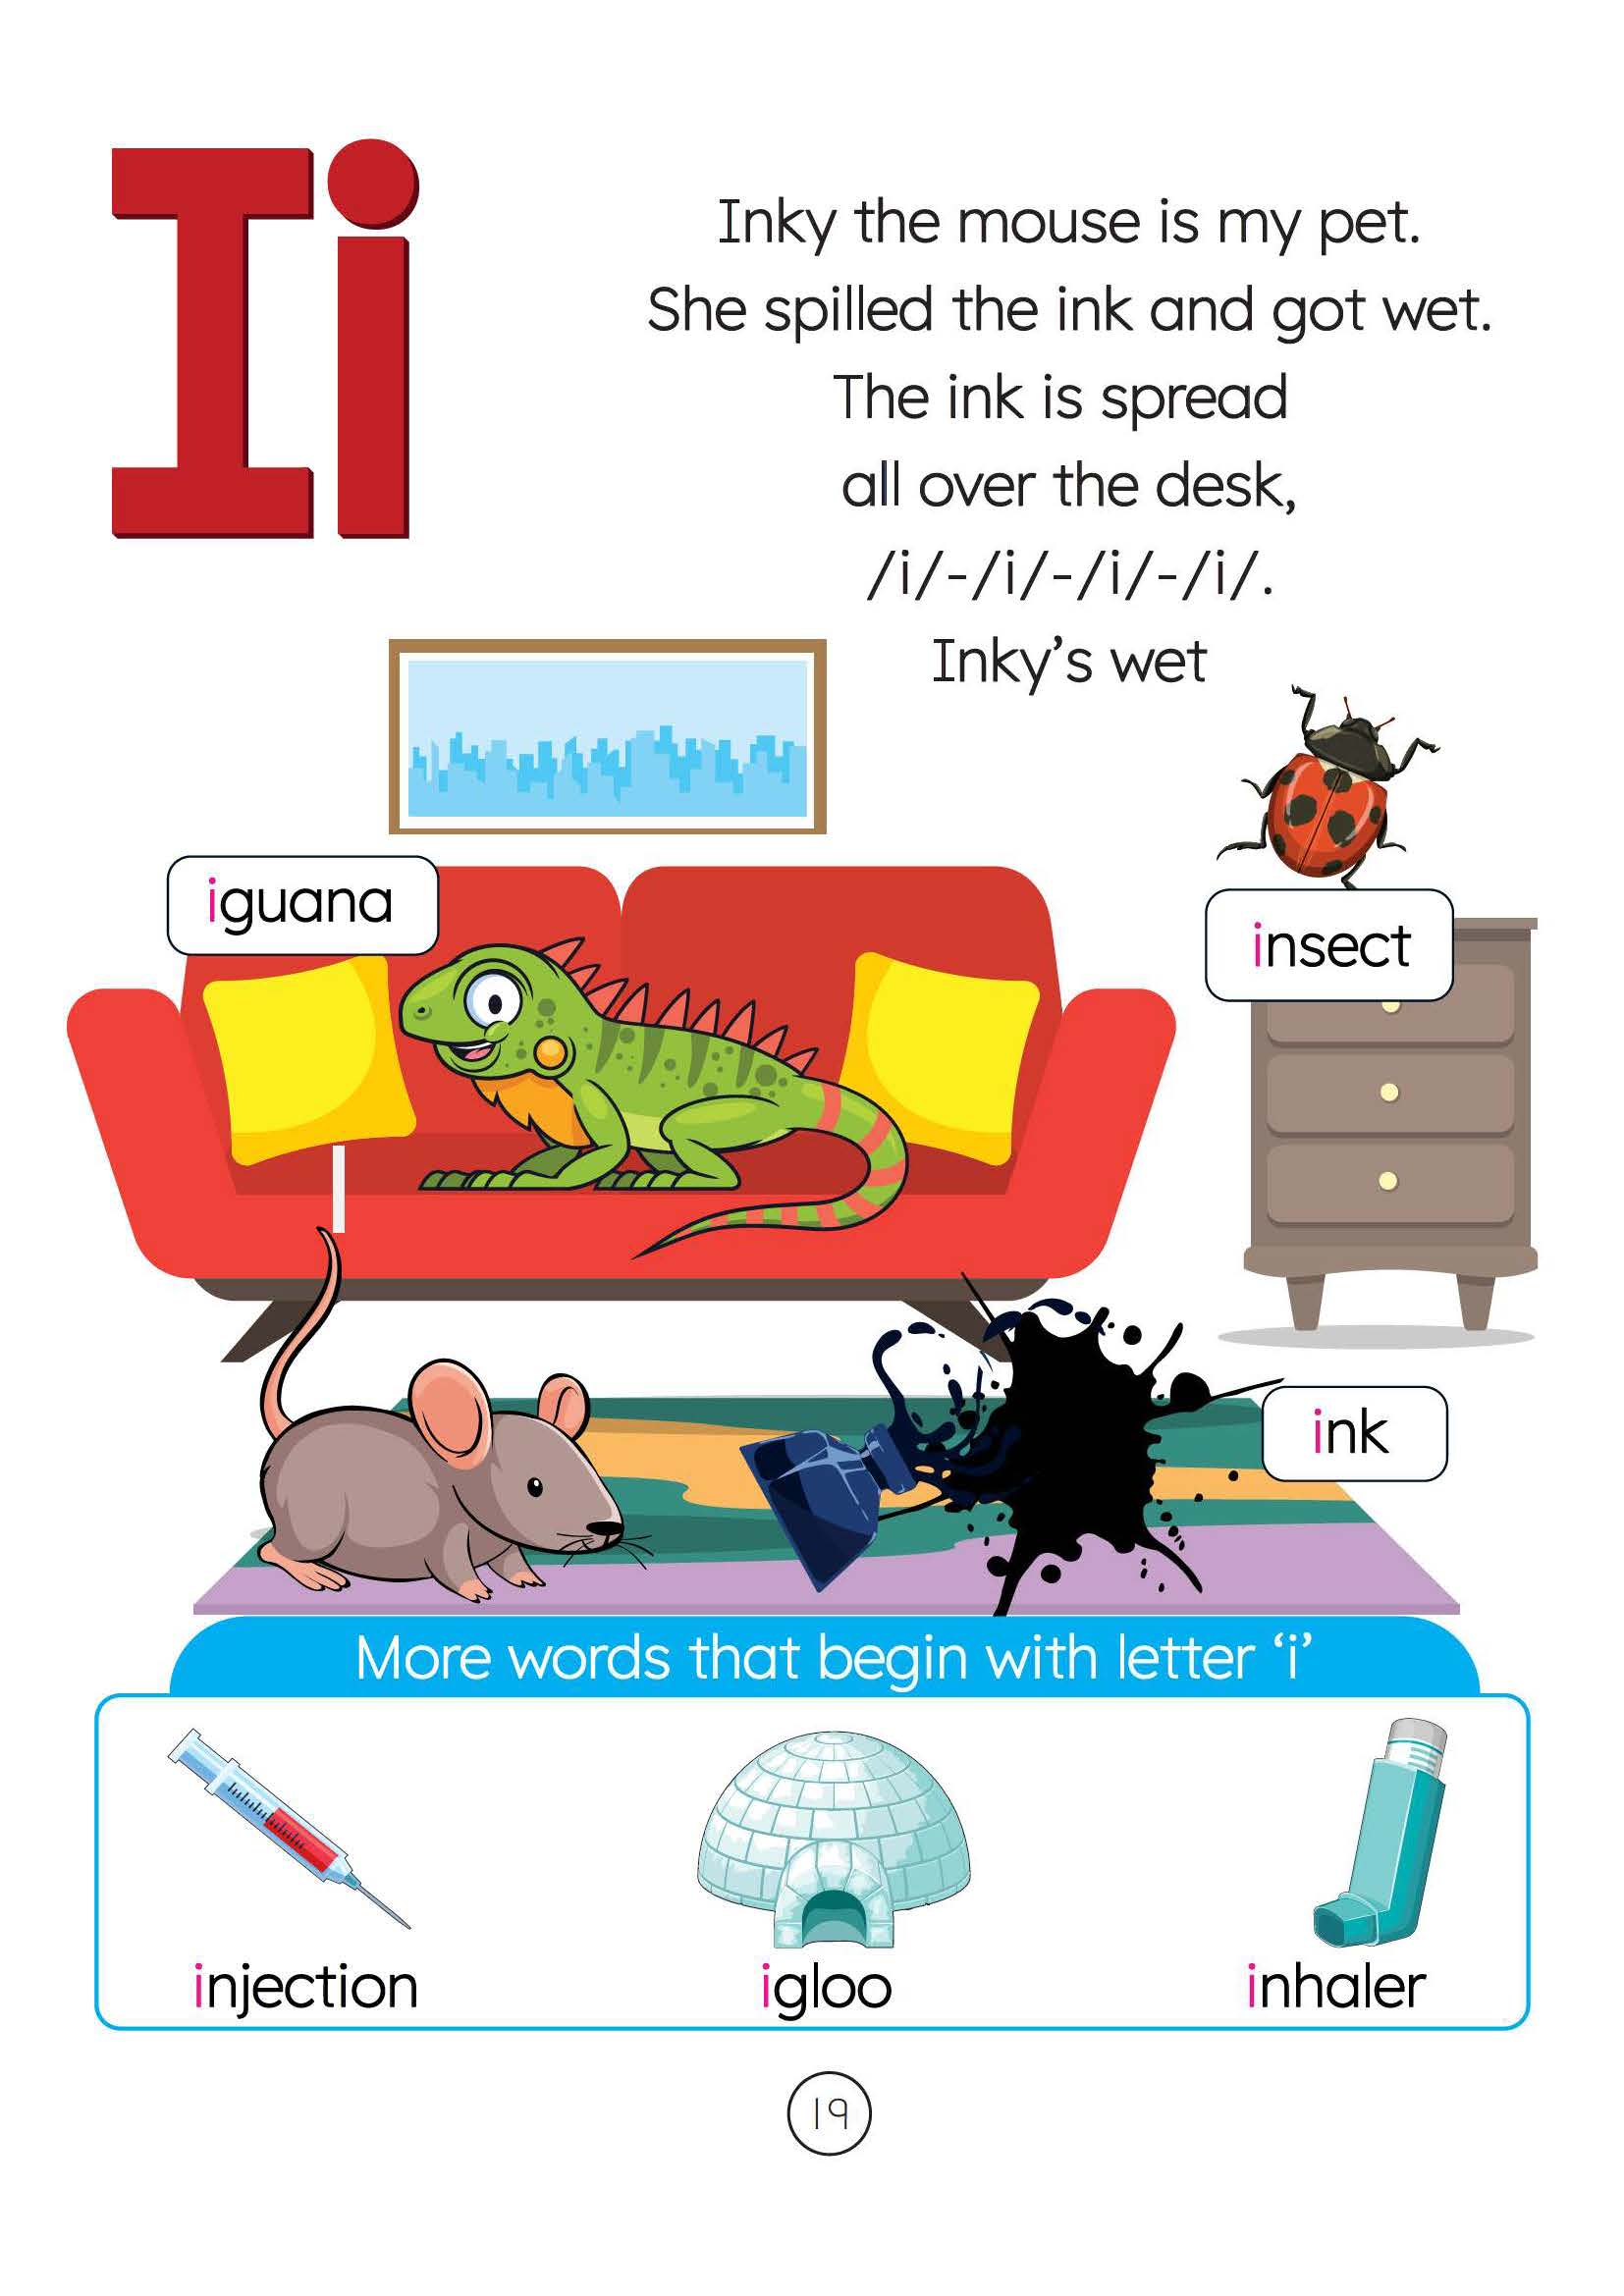 Ii
Inky the mouse is my pet.
She spilled the ink and got wet.
The ink is spread
all over the desk,
/i/-/i/-/i/-/i/.
Inky’s wet
iguana
insect
ink
More words that begin with letter ‘i’
injection
igloo
inhaler
19